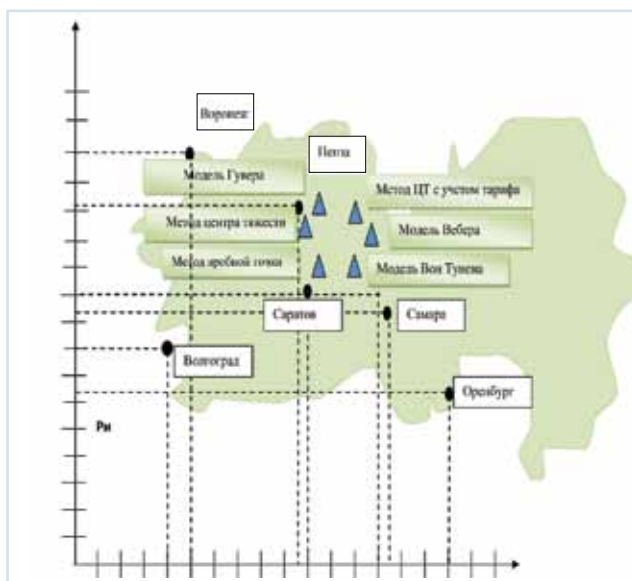 Воронеж
Пенза
Модель Гувера
Метод ЦТ с учетом тарифа
Метод центра тяжести
Модель Вебера
Метод пробной точки
Модель Вон Тунена
Саратов
Самара
Волгоград
Оренбург
Ри